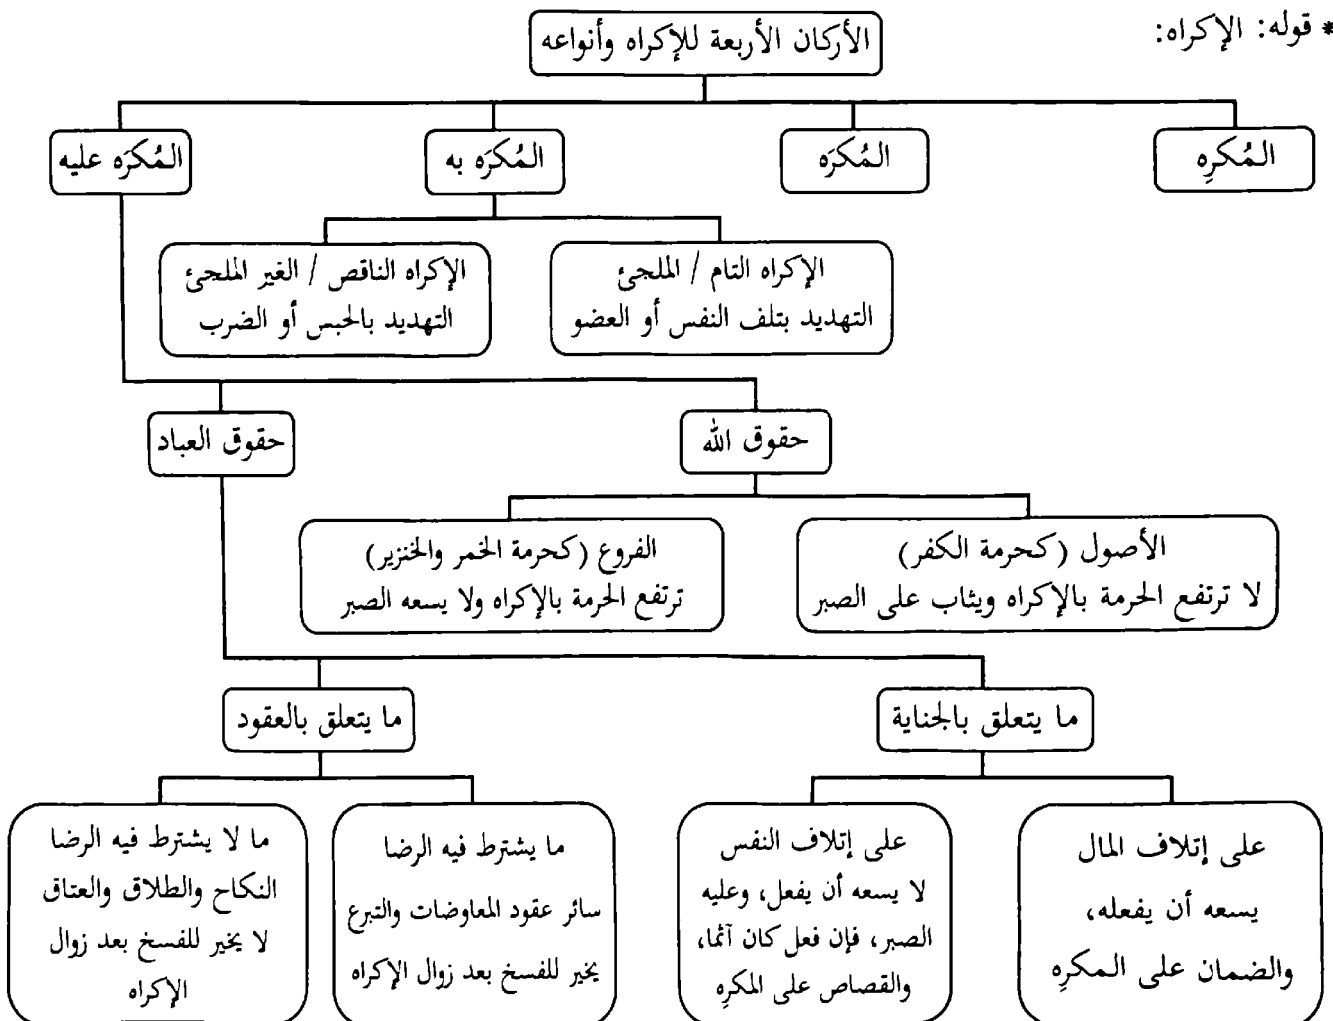 * قوله: الإكراه:
الأركان الأربعة للإكراه وأنواعه
المُكرِه
المُكرَه
المُكرَه به
المُكرَه عليه
الإكراه التام / الملجئ
التهديد بتلف النفس أو العضو
الإكراه الناقص / الغير الملجئ
التهديد بالحبس أو الضرب
حقوق الله
حقوق العباد
الأصول (كحرمة الكفر)
لا ترتفع الحرمة بالإكراه ويثاب على الصبر
الفروع (كحرمة الخمر والخنزير)
ترتفع الحرمة بالإكراه ولا يسعه الصبر
ما يتعلق بالجناية
ما يتعلق بالعقود
على إتلاف المال
يسعه أن يفعله،
والضمان على المكرِه
على إتلاف النفس
لا يسعه أن يفعل، وعليه
الصبر، فإن فعل كان آثما،
والقصاص على المكرِه
ما يشترط فيه الرضا
سائر عقود المعاوضات والتبرع
يخير للفسخ بعد زوال الإكراه
ما لا يشترط فيه الرضا
النكاح والطلاق والعتاق
لا يخير للفسخ بعد زوال
الإكراه